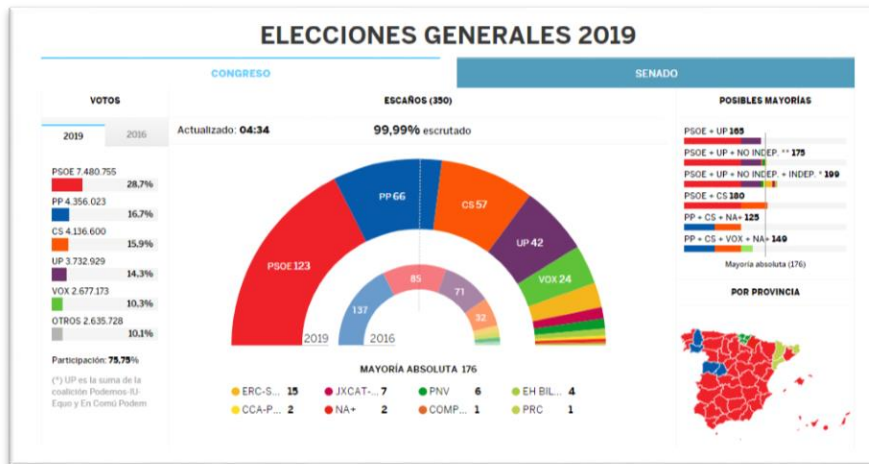 ELECCIONES GENERALES 2019
CONGRESO
SENADO
VOTOS
2019 2016
PSOE 7.480.755
28,7%
PP 4.356.023
16,7%
CS 4.136.600
15,9%
UP 3.732.929
14,3%
VOX 2.677.173
10,3%
OTROS 2.635.728
10,1%
Participación: 75,75%
(*) UP es la suma de la
coalición Podemos-IU-
Equo y En Comú Podem
ESCAÑOS (350)
Actualizado: 04:34 99,99% escrutado
PSOE 123
PP 66
CS 57
UP 42
VOX 24
137
85
71
32
2019 2016
MAYORÍA ABSOLUTA 176
ERC-S... 15 JXCAT-... 7 PNV 6 EH BIL... 4
CCA-P... 2 NA+ 2 COMP... 1 PRC 1
POSIBLES MAYORÍAS
PSOE + UP 165
PSOE + UP + NO INDEP. ** 175
PSOE + UP + NO INDEP. + INDEP. * 199
PSOE + CS 180
PP + CS + NA+ 125
PP + CS + VOX + NA+ 149
Mayoría absoluta (176)
POR PROVINCIA